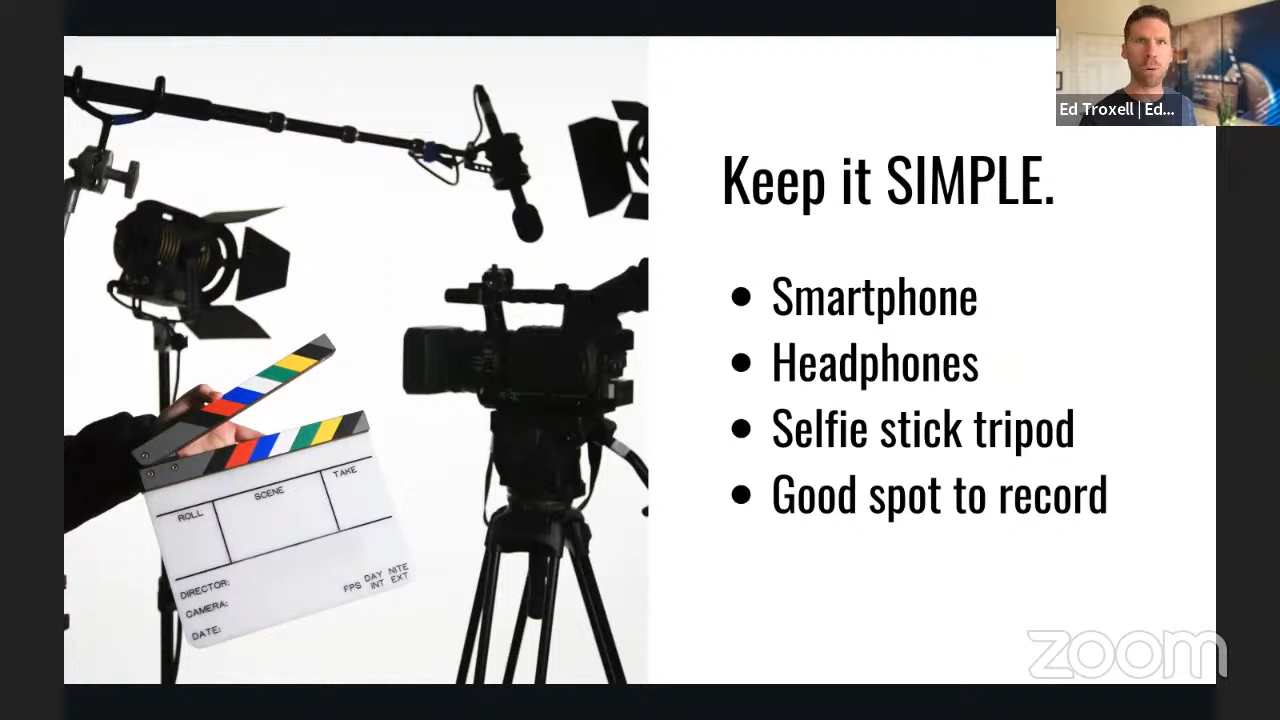 Ed Troxell | Ed...
Keep it SIMPLE.
• Smartphone
• Headphones
• Selfie stick tripod
• Good spot to record
ROLL
SCENE
TAKE
DIRECTOR:
CAMERA:
DATE:
FPS DAY NITE
INT EXT
zoom